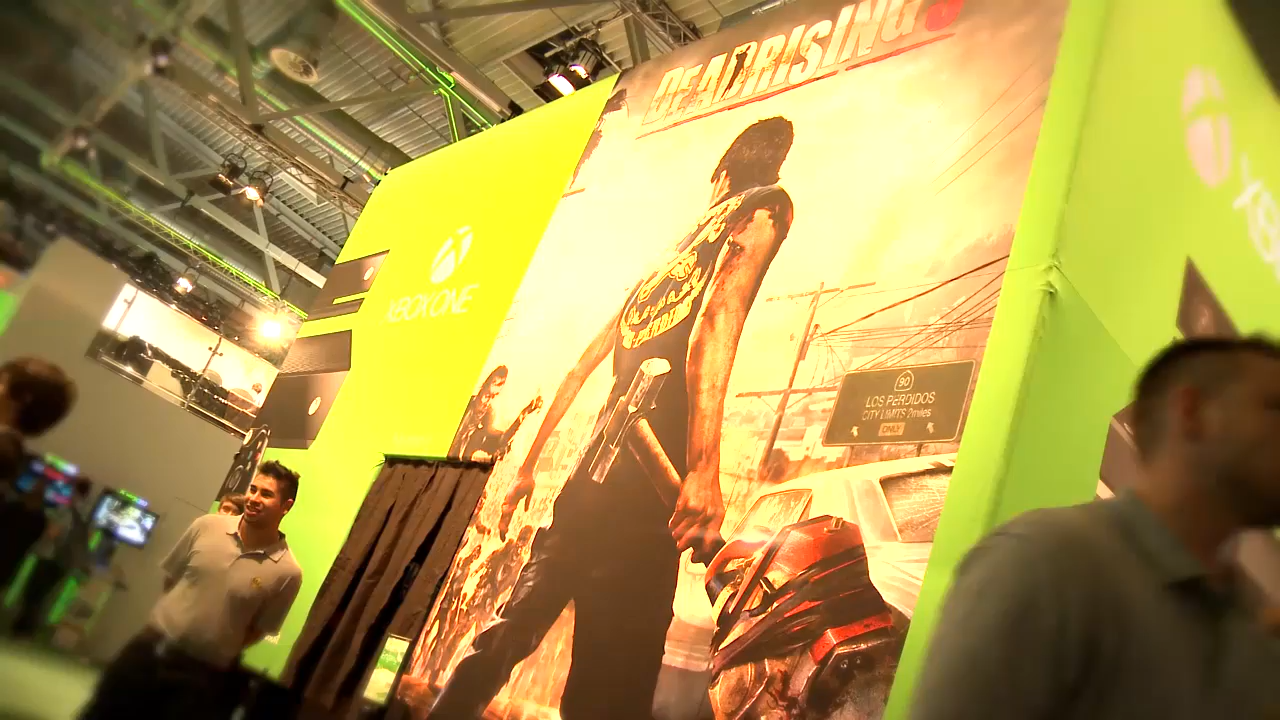 DEADRISING 3
XBOX ONE
90
LOS PERDIDOS
CITY LIMITS 2miles
ONLY